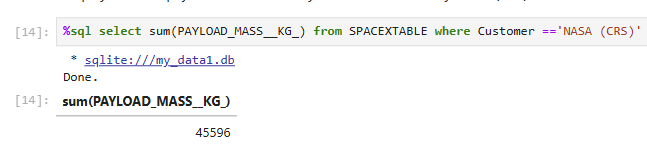 [14]: %sql select sum(PAYLOAD_MASS__KG_) from SPACEXTABLE where Customer =='NASA (CRS)'
* sqlite:///my_data1.db
Done.
[14]: sum(PAYLOAD_MASS__KG_)
45596